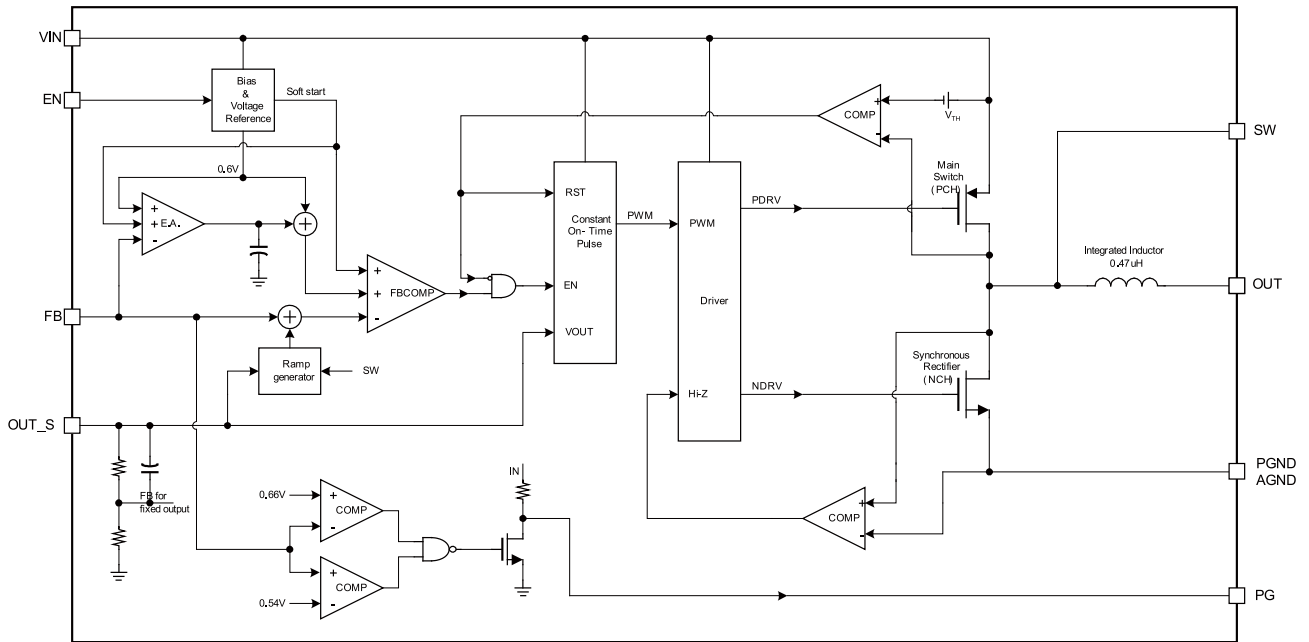 VIN
EN
Bias
&
Voltage
Reference
Soft start
0.6V
+
+
-
E.A.
+
+
+
-
FBCOMP
FB
+
Ramp
generator
SW
OUT_S
FB for
fixed output
RST
Constant
On- Time
Pulse
EN
VOUT
PWM
PWM
Driver
Hi-Z
PDRV
NDRV
COMP
+
-
VTH
Main
Switch
(PCH)
SW
Integrated Inductor
0.47uH
OUT
Synchronous
Rectifier
(NCH)
COMP
+
-
PGND
AGND
0.66V
+
COMP
-
+
COMP
-
0.54V
IN
PG